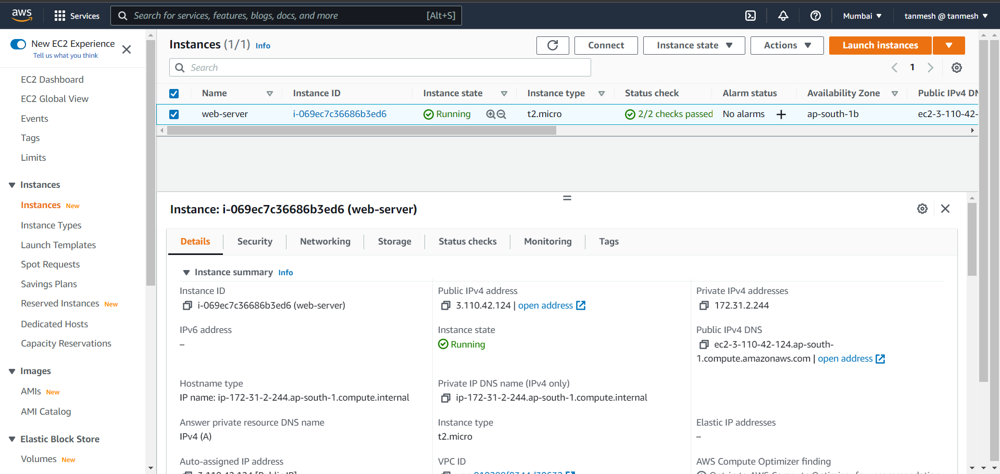 aws
Services
Search for services, features, blogs, docs, and more
[Alt+S]
Mumbai
tanmesh @ tanmesh
New EC2 Experience
Tell us what you think
EC2 Dashboard
EC2 Global View
Events
Tags
Limits
Instances
Instances New
Instance Types
Launch Templates
Spot Requests
Savings Plans
Reserved Instances New
Dedicated Hosts
Capacity Reservations
Images
AMIs New
AMI Catalog
Elastic Block Store
Volumes New
Instances (1/1) Info
Connect
Instance state
Actions
Launch instances
Search
1
Name Instance ID Instance state Instance type Status check Alarm status Availability Zone Public IPv4 DN
web-server i-069ec7c36686b3ed6 Running t2.micro 2/2 checks passed No alarms + ap-south-1b ec2-3-110-42-
Instance: i-069ec7c36686b3ed6 (web-server)
Details Security Networking Storage Status checks Monitoring Tags
Instance summary Info
Instance ID
i-069ec7c36686b3ed6 (web-server)
Public IPv4 address
3.110.42.124 | open address
Private IPv4 addresses
172.31.2.244
IPv6 address
–
Instance state
Running
Public IPv4 DNS
ec2-3-110-42-124.ap-south-
1.compute.amazonaws.com | open address
Hostname type
IP name: ip-172-31-2-244.ap-south-1.compute.internal
Private IP DNS name (IPv4 only)
ip-172-31-2-244.ap-south-1.compute.internal
Answer private resource DNS name
IPv4 (A)
Instance type
t2.micro
Elastic IP addresses
–
Auto-assigned IP address
3.110.42.124 [Public IP]
VPC ID
AWS Compute Optimizer finding